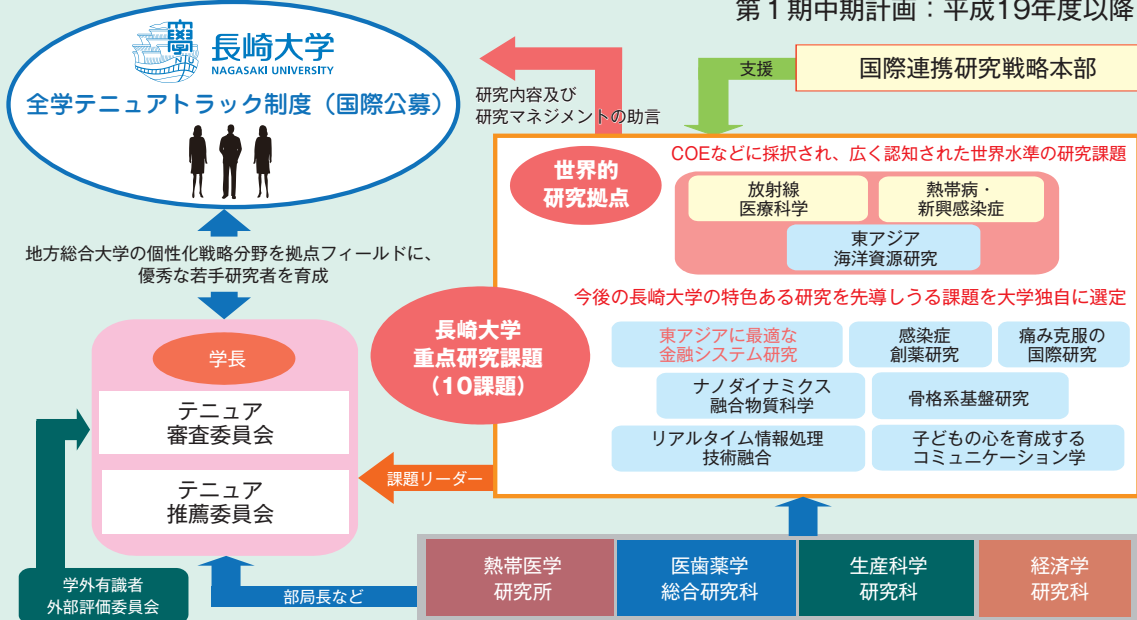 第1期中期計画：平成19年度以降
長崎大学
NAGASAKI UNIVERSITY
全学テニュアトラック制度（国際公募）
支援
国際連携研究戦略本部
研究内容及び
研究マネジメントの助言
世界的
研究拠点
COEなどに採択され、広く認知された世界水準の研究課題
放射線
医療科学
熱帯病・
新興感染症
東アジア
海洋資源研究
地方総合大学の個性化戦略分野を拠点フィールドに、
優秀な若手研究者を育成
今後の長崎大学の特色ある研究を先導しうる課題を大学独自に選定
長崎大学
重点研究課題
（10課題）
東アジアに最適な
金融システム研究
感染症
創薬研究
痛み克服の
国際研究
ナノダイナミクス
融合物質科学
骨格系基盤研究
リアルタイム情報処理
技術融合
子どもの心を育成する
コミュニケーション学
学長
テニュア
審査委員会
テニュア
推薦委員会
課題リーダー
学外有識者
外部評価委員会
部局長など
熱帯医学
研究所
医歯薬学
総合研究科
生産科学
研究科
経済学
研究科